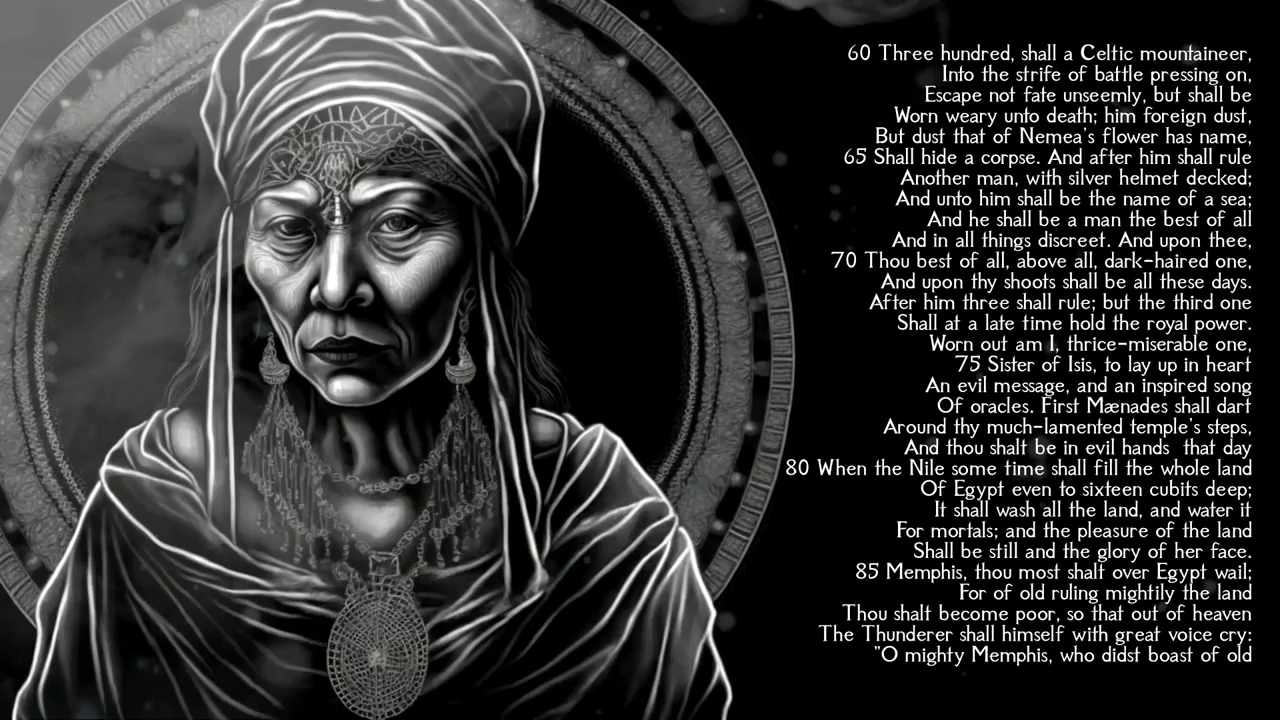 60 Three hundred, shall a Celtic mountaineer,
Into the strife of battle pressing on,
Escape not fate unseemly, but shall be
Worn weary unto death; him foreign dust,
But dust that of Nemea's flower has name,
65 Shall hide a corpse. And after him shall rule
Another man, with silver helmet decked;
And unto him shall be the name of a sea;
And he shall be a man the best of all
And in all things discreet. And upon thee,
70 Thou best of all, above all, dark-haired one,
And upon thy shoots shall be all these days.
After him three shall rule; but the third one
Shall at a late time hold the royal power.
Worn out am I, thrice-miserable one,
75 Sister of Isis, to lay up in heart
An evil message, and an inspired song
Of oracles. First Mænades shall dart
Around thy much-lamented temple's steps,
And thou shalt be in evil hands that day
80 When the Nile some time shall fill the whole land
Of Egypt even to sixteen cubits deep;
It shall wash all the land, and water it
For mortals; and the pleasure of the land
Shall be still and the glory of her face.
85 Memphis, thou most shalt over Egypt wail;
For of old ruling mightily the land
Thou shalt become poor, so that out of heaven
The Thunderer shall himself with great voice cry:
"O mighty Memphis, who didst boast of old